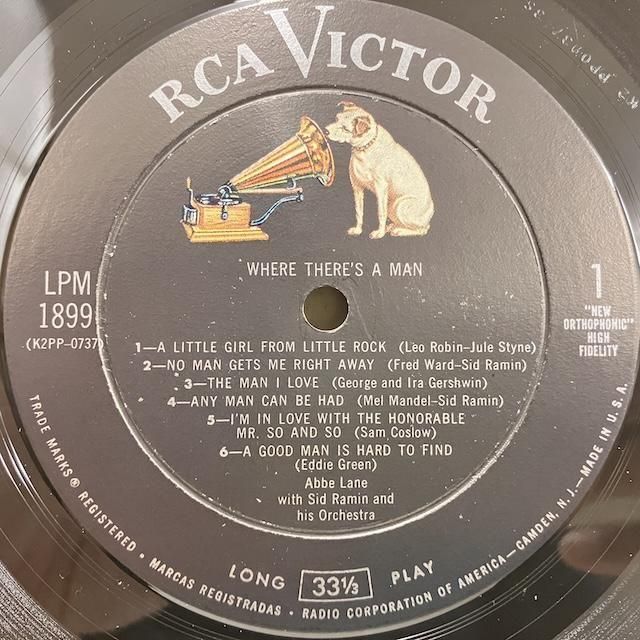 RCA VICTOR
WHERE THERE'S A MAN
LPM
1899
(K2PP-0737)
1
"NEW
ORTHOPHONIC"
HIGH
FIDELITY
1—A LITTLE GIRL FROM LITTLE ROCK (Leo Robin-Jule Styne)
2—NO MAN GETS ME RIGHT AWAY (Fred Ward-Sid Ramin)
3—THE MAN I LOVE (George and Ira Gershwin)
4—ANY MAN CAN BE HAD (Mel Mandel-Sid Ramin)
5—I'M IN LOVE WITH THE HONORABLE
MR. SO AND SO (Sam Coslow)
6—A GOOD MAN IS HARD TO FIND
(Eddie Green)
Abbe Lane
with Sid Ramin and
his Orchestra
LONG 33⅓ PLAY
TRADE MARKS ® REGISTERED • MARCAS REGISTRADAS • RADIO CORPORATION OF AMERICA—CAMDEN, N. J.—MADE IN U.S.A.